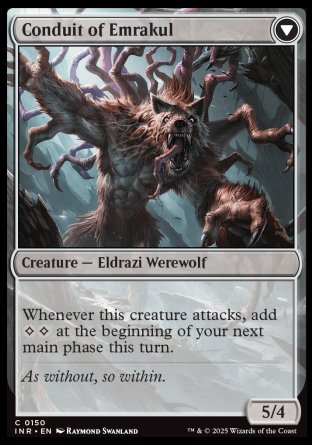 Conduit of Emrakul
Creature — Eldrazi Werewolf
Whenever this creature attacks, add
◇◇ at the beginning of your next
main phase this turn.
As without, so within.
5/4
C 0150
INR • EN Raymond Swanland
™ & © 2025 Wizards of the Coast